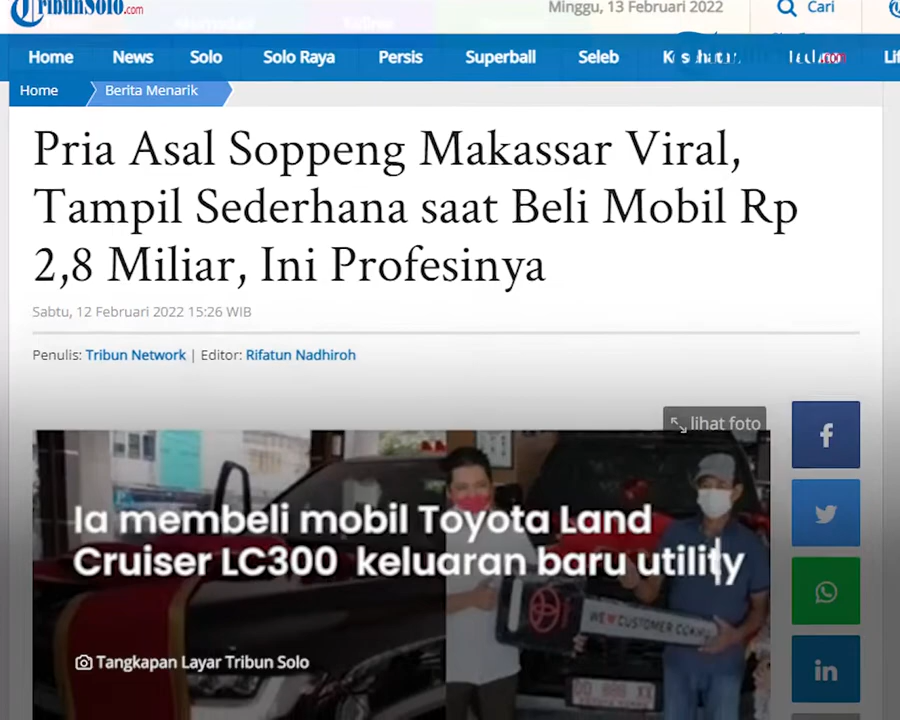 TribunSolo.com
Minggu, 13 Februari 2022
Cari
Home News Solo Solo Raya Persis Superball Seleb
Home Berita Menarik
Pria Asal Soppeng Makassar Viral,
Tampil Sederhana saat Beli Mobil Rp
2,8 Miliar, Ini Profesinya
Sabtu, 12 Februari 2022 15:26 WIB
Penulis: Tribun Network | Editor: Rifatun Nadhiroh
lihat foto
Ia membeli mobil Toyota Land
Cruiser LC300 keluaran baru utility
WE ♥ CUSTOMER
Tangkapan Layar Tribun Solo